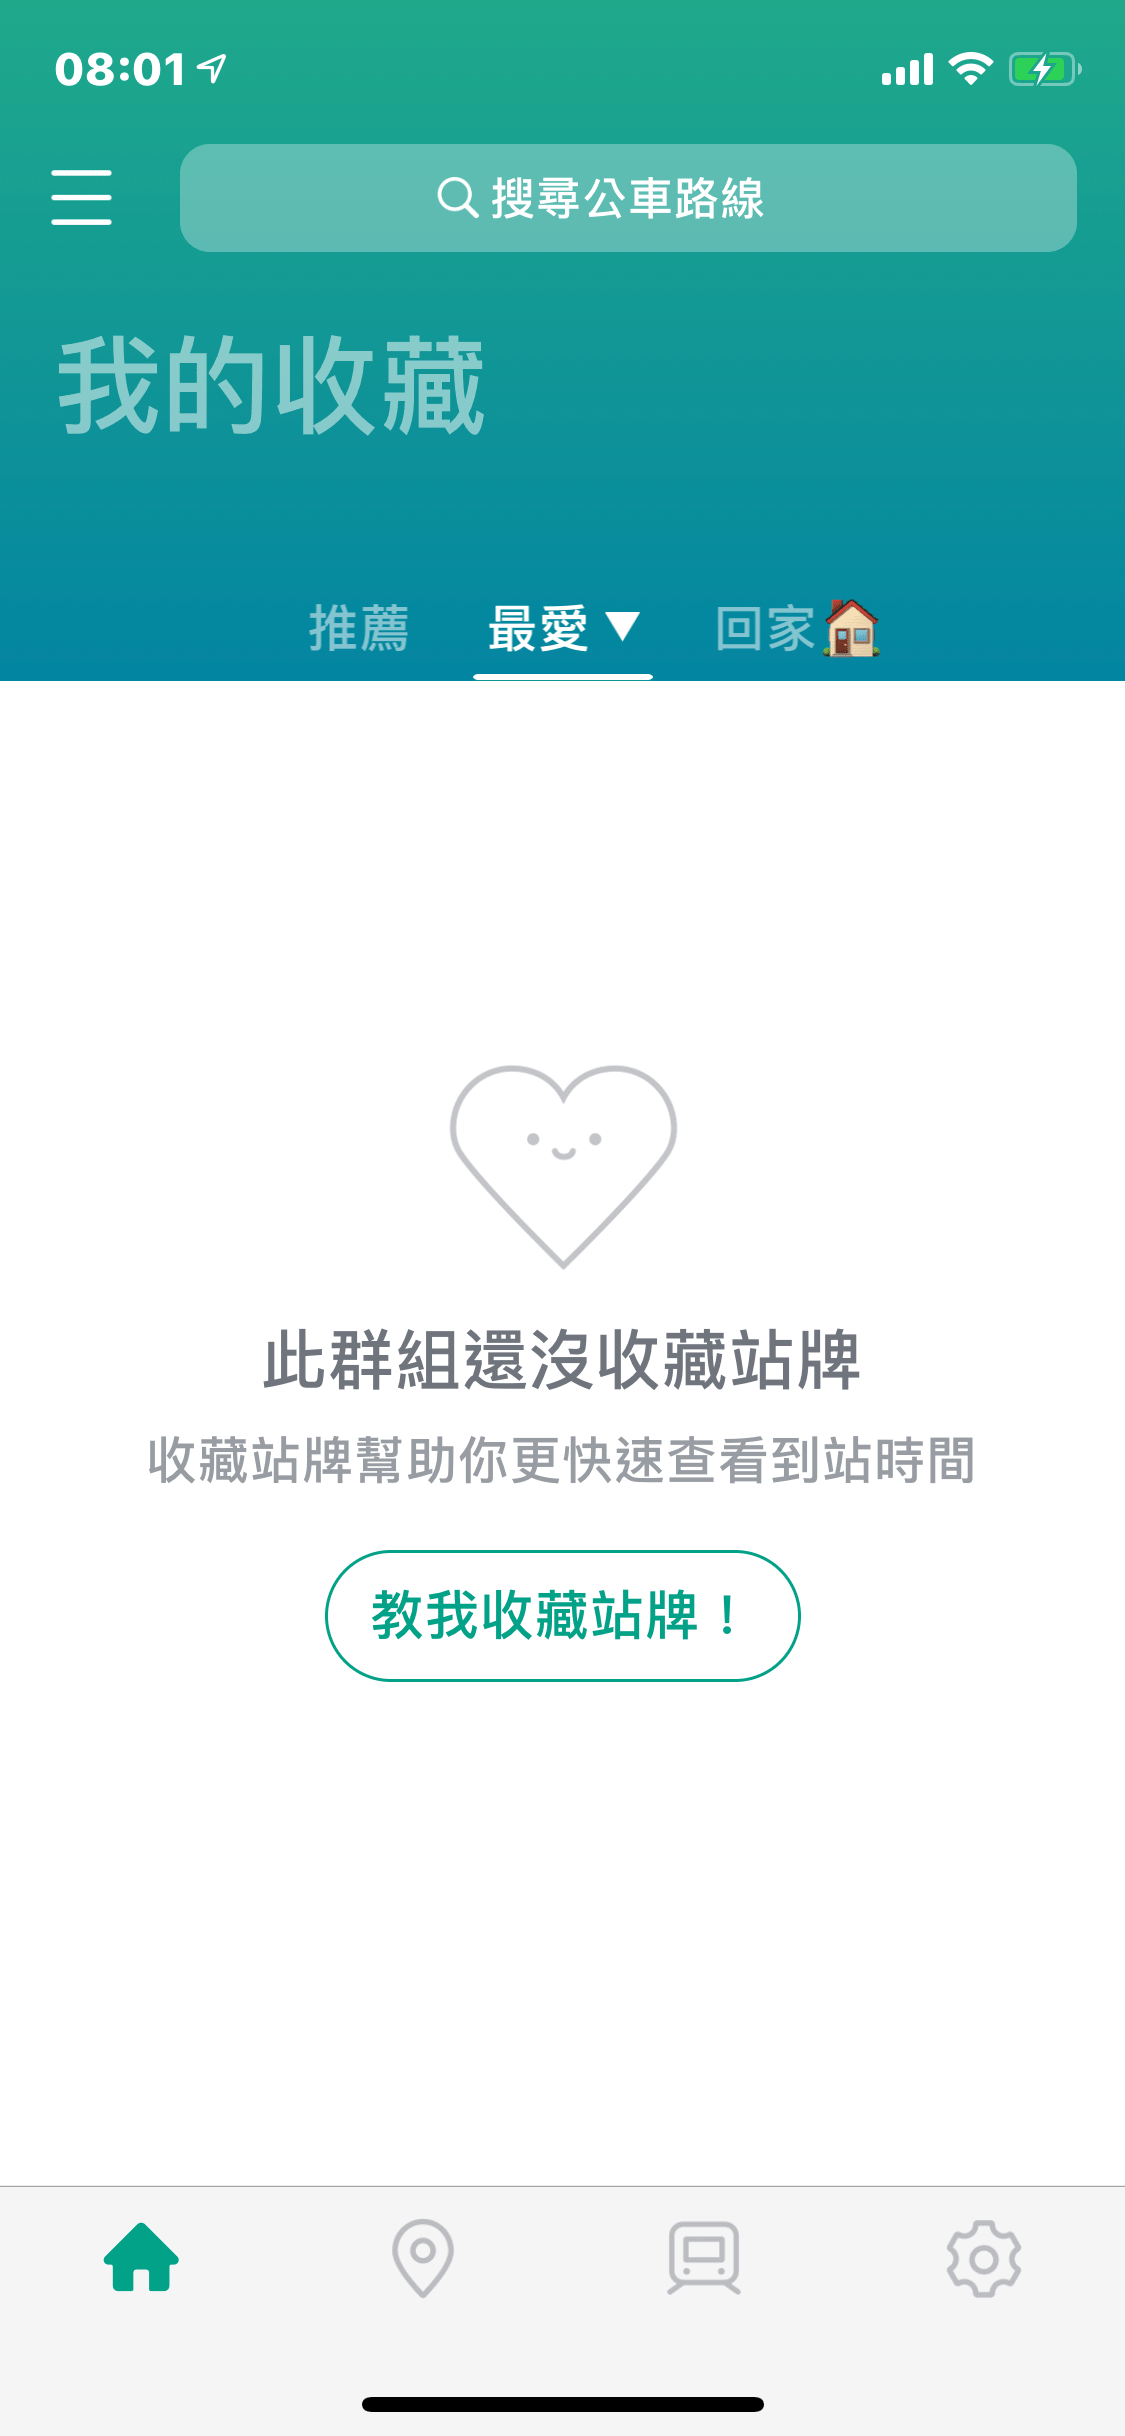 08:01
搜尋公車路線
我的收藏
推薦 最愛 ▼ 回家🏠
此群組還沒收藏站牌
收藏站牌幫助你更快速查看到站時間
教我收藏站牌！